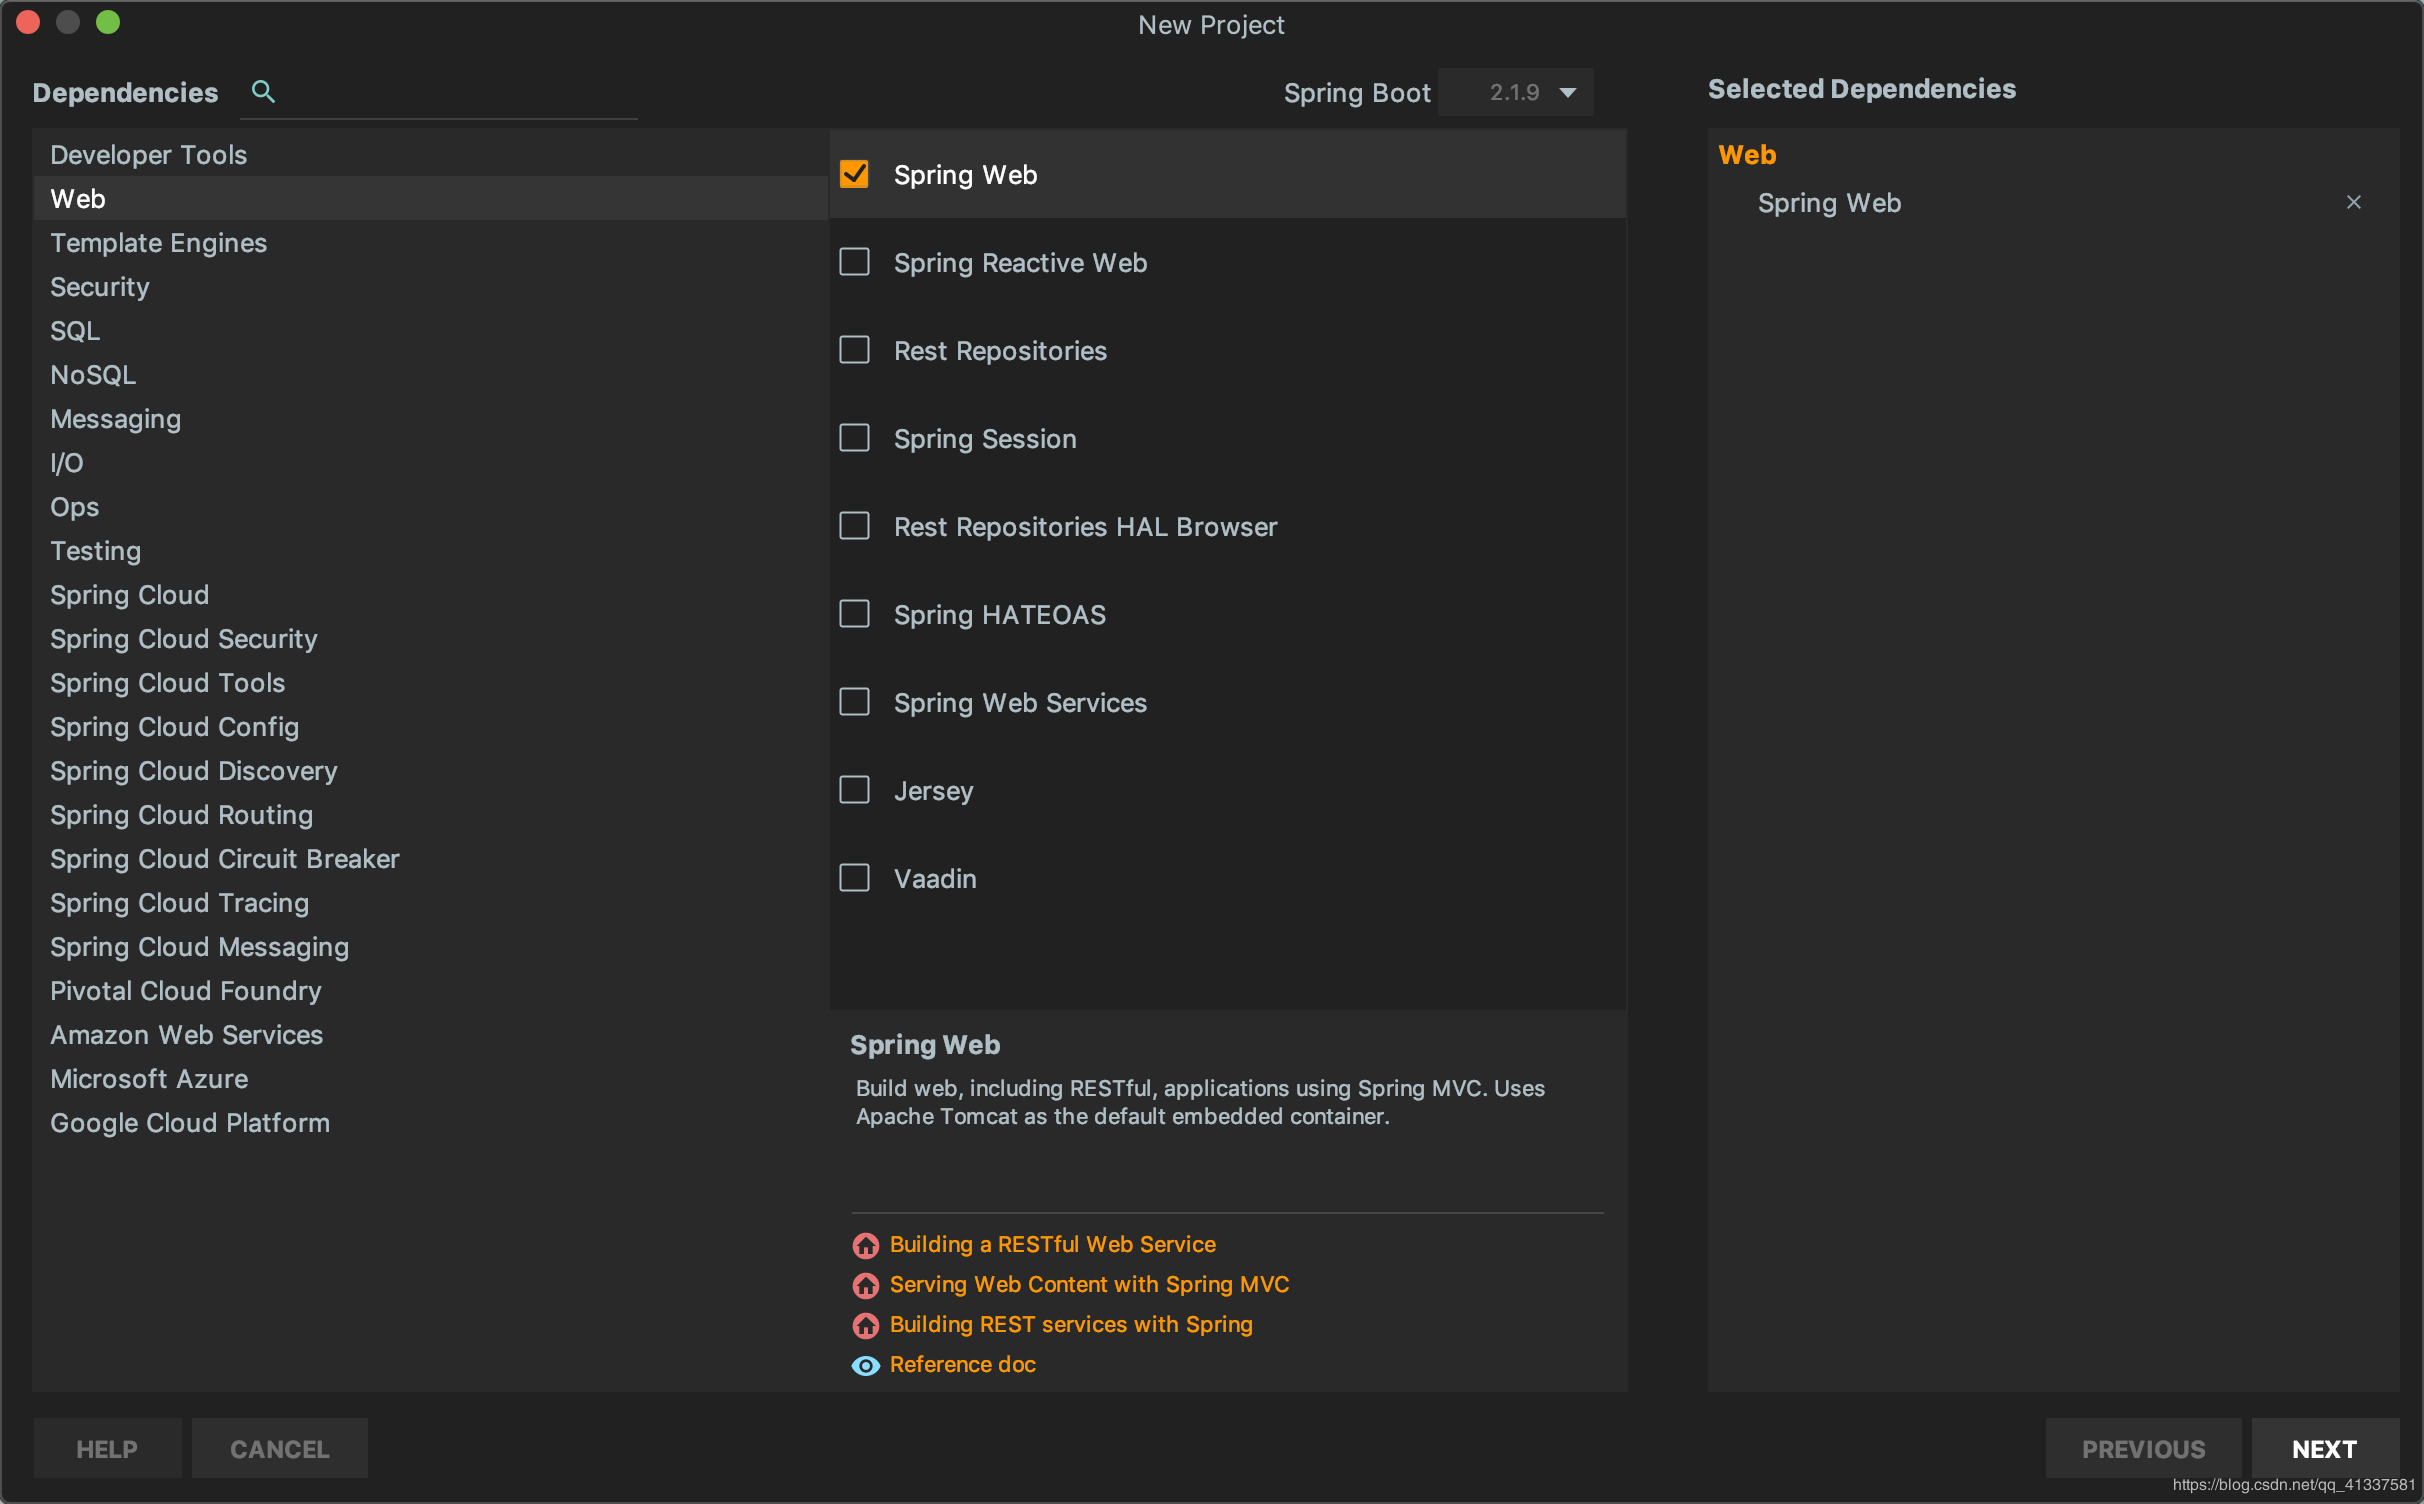 New Project
Dependencies
Spring Boot 2.1.9
Selected Dependencies
Developer Tools
Web
Template Engines
Security
SQL
NoSQL
Messaging
I/O
Ops
Testing
Spring Cloud
Spring Cloud Security
Spring Cloud Tools
Spring Cloud Config
Spring Cloud Discovery
Spring Cloud Routing
Spring Cloud Circuit Breaker
Spring Cloud Tracing
Spring Cloud Messaging
Pivotal Cloud Foundry
Amazon Web Services
Microsoft Azure
Google Cloud Platform
Spring Web
Spring Reactive Web
Rest Repositories
Spring Session
Rest Repositories HAL Browser
Spring HATEOAS
Spring Web Services
Jersey
Vaadin
Spring Web
Build web, including RESTful, applications using Spring MVC. Uses
Apache Tomcat as the default embedded container.
Building a RESTful Web Service
Serving Web Content with Spring MVC
Building REST services with Spring
Reference doc
Web
Spring Web
HELP
CANCEL
PREVIOUS
NEXT
https://blog.csdn.net/qq_41337581